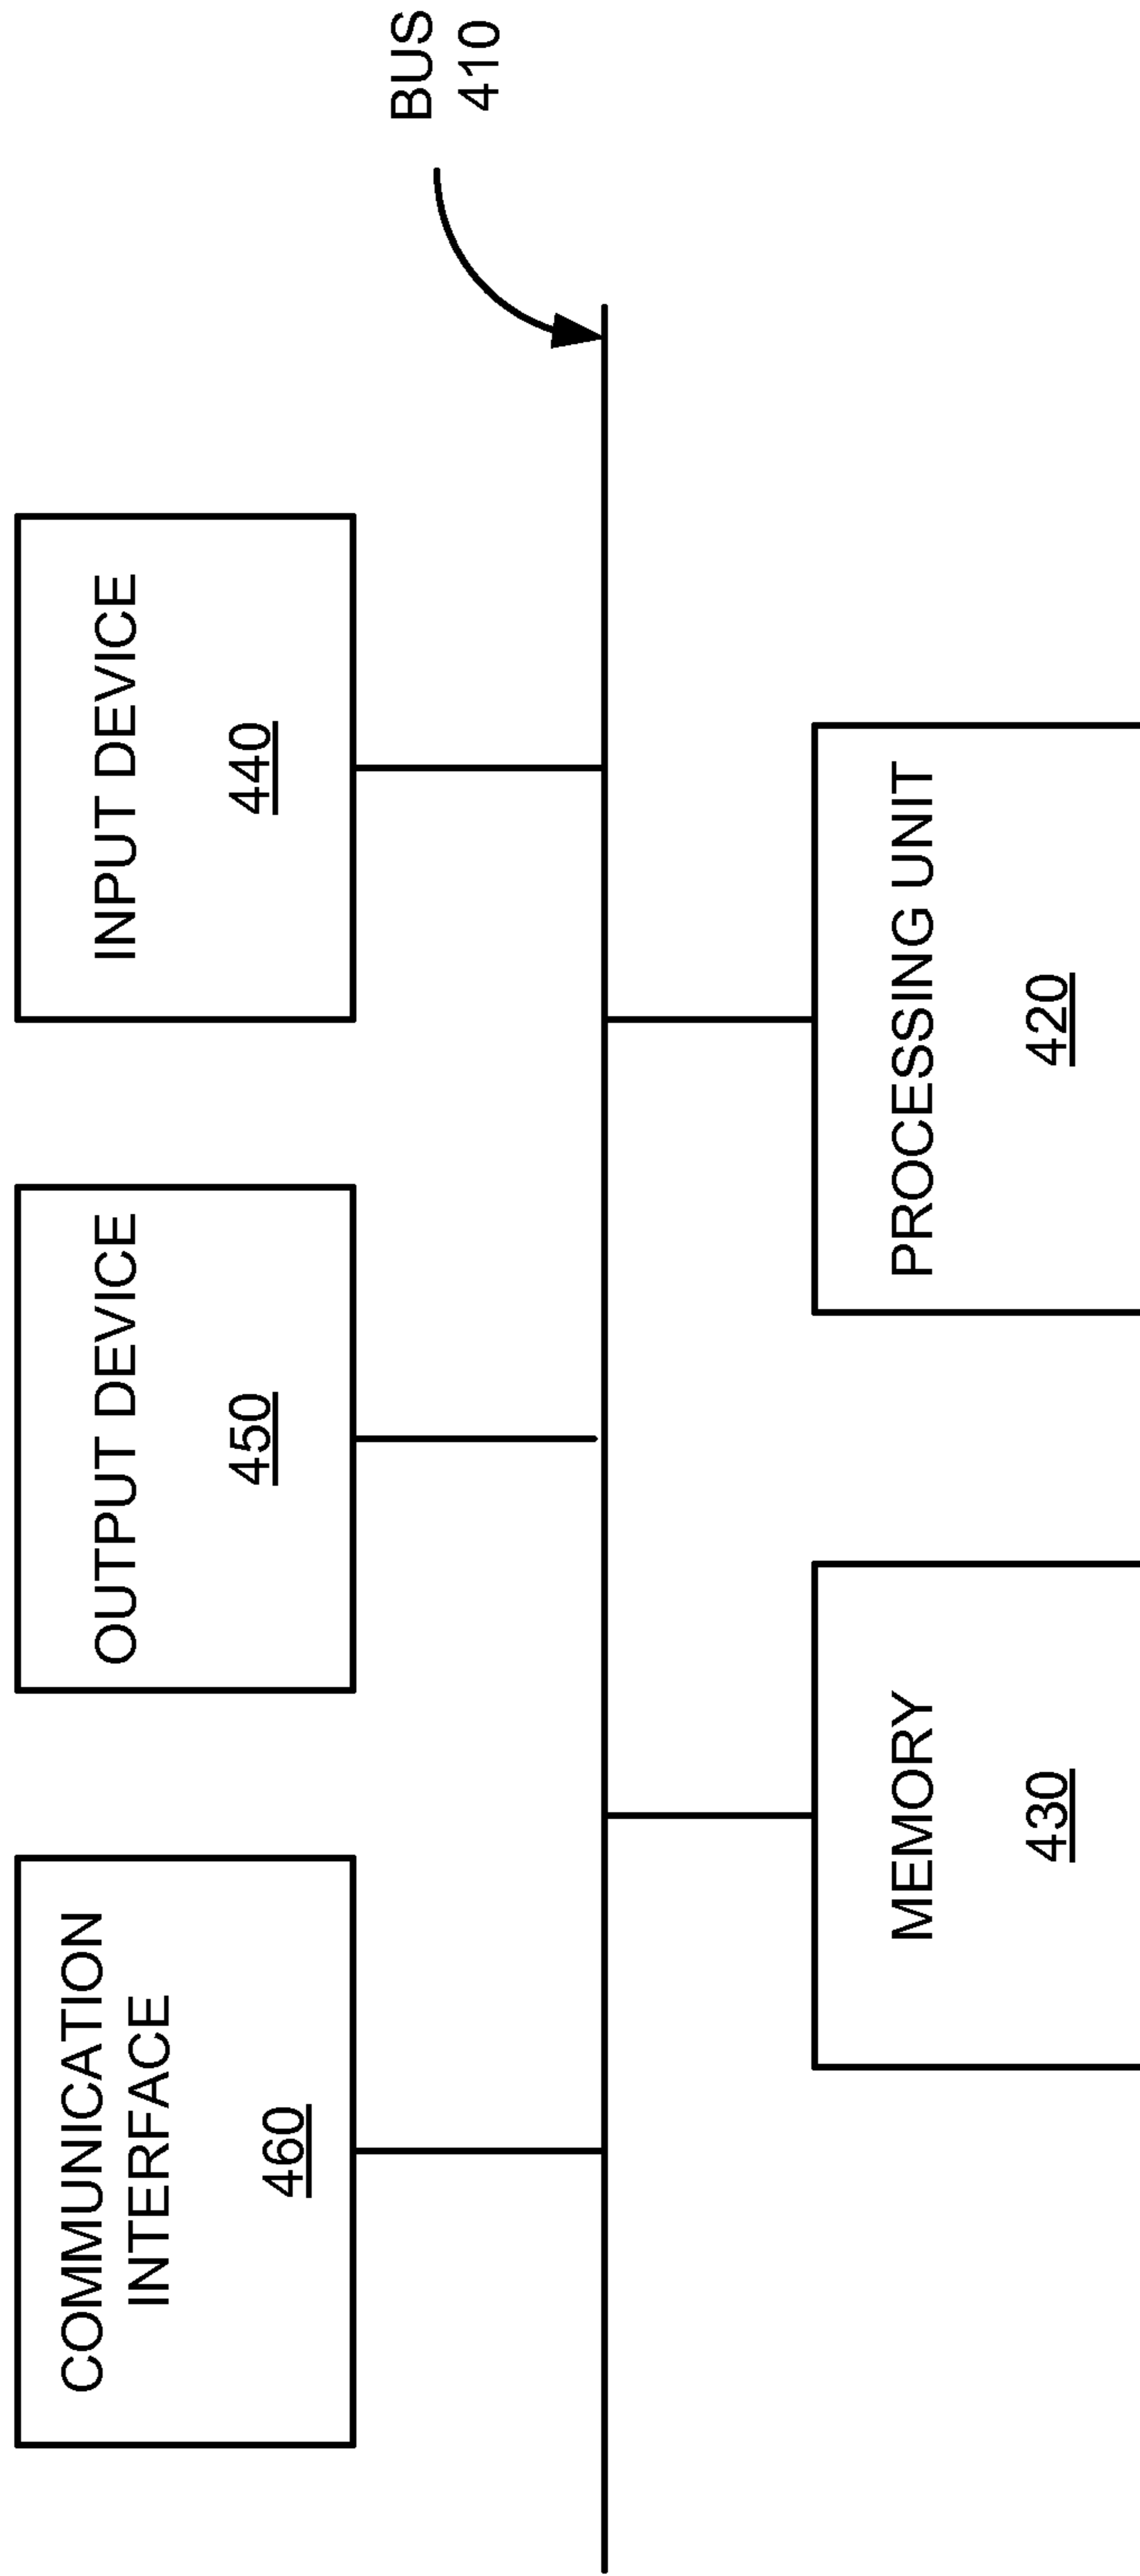 COMMUNICATION
INTERFACE
460
OUTPUT DEVICE
450
INPUT DEVICE
440
BUS
410
MEMORY
430
PROCESSING UNIT
420